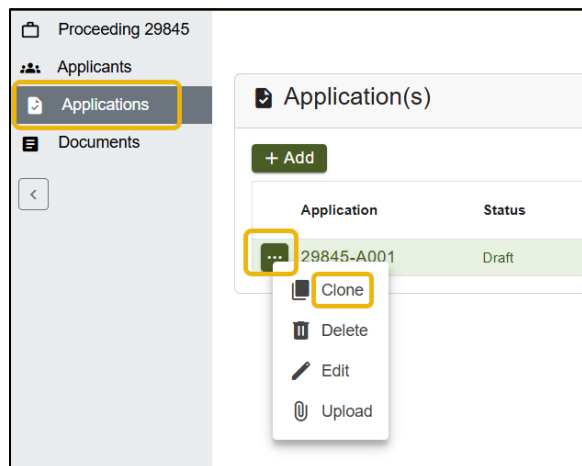 Proceeding 29845
Applicants
Applications
Documents
Application(s)
+ Add
Application Status
29845-A001 Draft
Clone
Delete
Edit
Upload